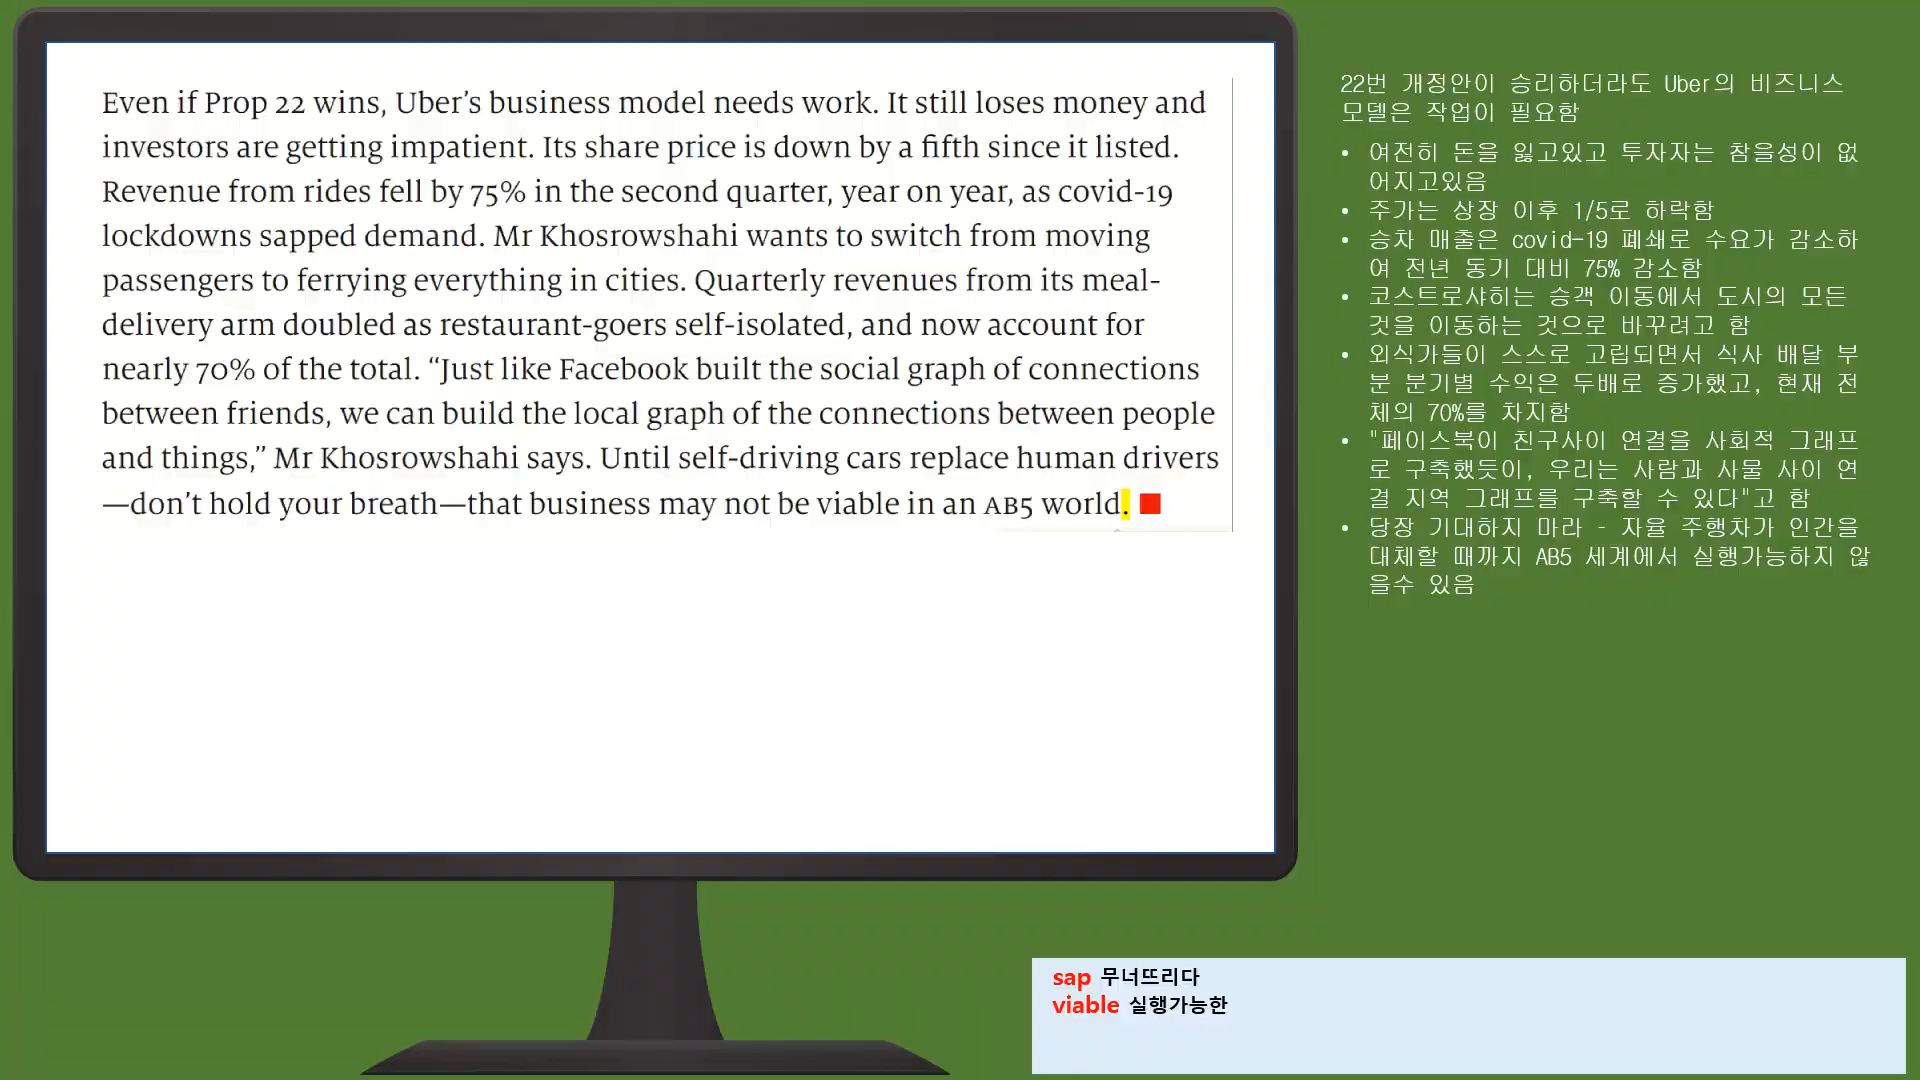 Even if Prop 22 wins, Uber’s business model needs work. It still loses money and
investors are getting impatient. Its share price is down by a fifth since it listed.
Revenue from rides fell by 75% in the second quarter, year on year, as covid-19
lockdowns sapped demand. Mr Khosrowshahi wants to switch from moving
passengers to ferrying everything in cities. Quarterly revenues from its meal-
delivery arm doubled as restaurant-goers self-isolated, and now account for
nearly 70% of the total. “Just like Facebook built the social graph of connections
between friends, we can build the local graph of the connections between people
and things,” Mr Khosrowshahi says. Until self-driving cars replace human drivers
—don’t hold your breath—that business may not be viable in an AB5 world. ■
22번 개정안이 승리하더라도 Uber의 비즈니스
모델은 작업이 필요함
• 여전히 돈을 잃고있고 투자자는 참을성이 없
어지고있음
• 주가는 상장 이후 1/5로 하락함
• 승차 매출은 covid-19 폐쇄로 수요가 감소하
여 전년 동기 대비 75% 감소함
• 코스트로샤히는 승객 이동에서 도시의 모든
것을 이동하는 것으로 바꾸려고 함
• 외식가들이 스스로 고립되면서 식사 배달 부
분 분기별 수익은 두배로 증가했고, 현재 전
체의 70%를 차지함
• "페이스북이 친구사이 연결을 사회적 그래프
로 구축했듯이, 우리는 사람과 사물 사이 연
결 지역 그래프를 구축할 수 있다"고 함
• 당장 기대하지 마라 - 자율 주행차가 인간을
대체할 때까지 AB5 세계에서 실행가능하지 않
을수 있음
sap 무너뜨리다
viable 실행가능한